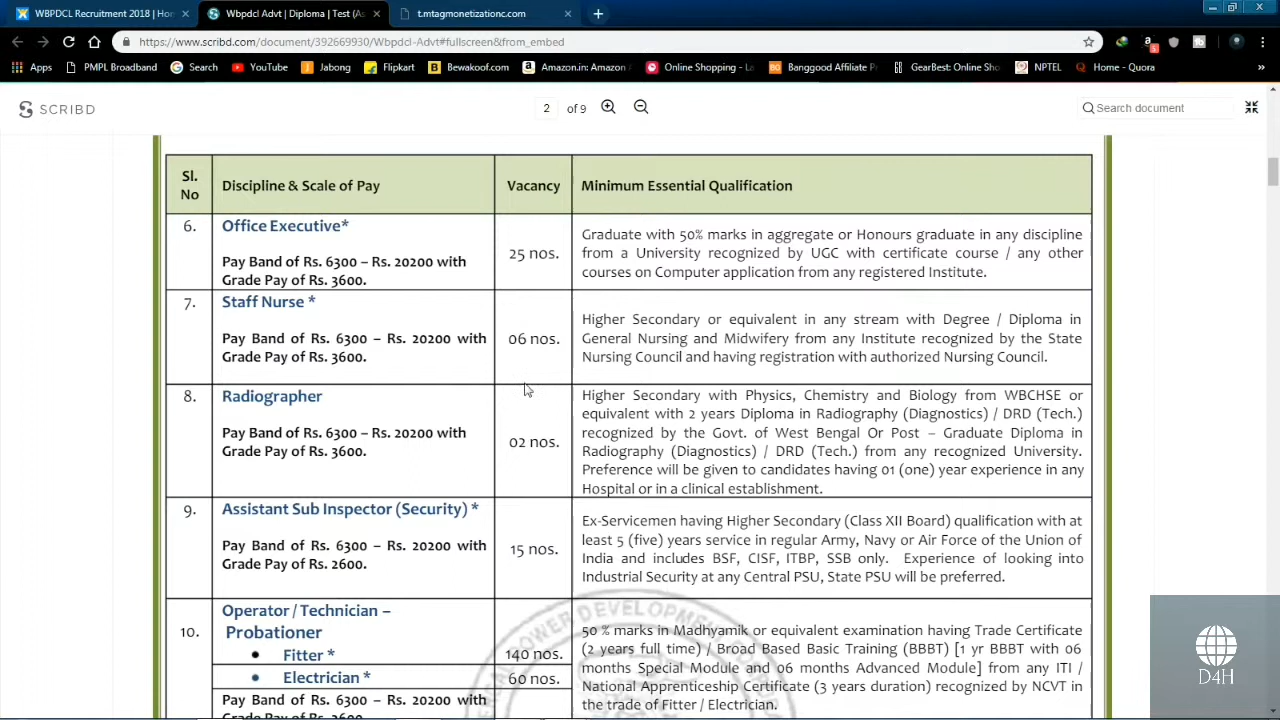 WBPDCL Recruitment 2018 | Hon
Wbpdcl Advt | Diploma | Test (As
t.mtagmonetizationc.com
https://www.scribd.com/document/392669930/Wbpdcl-Advt#fullscreen&from_embed
Apps PMPL Broadband Search YouTube Jabong Flipkart Bewakoof.com Amazon.in: Amazon Online Shopping - La Banggood Affiliate Pr GearBest: Online Sho NPTEL Home - Quora »
SCRIBD
2 of 9
Search document
Sl. No
Discipline & Scale of Pay
Vacancy
Minimum Essential Qualification
6.
Office Executive*
Pay Band of Rs. 6300 – Rs. 20200 with
Grade Pay of Rs. 3600.
25 nos.
Graduate with 50% marks in aggregate or Honours graduate in any discipline
from a University recognized by UGC with certificate course / any other
courses on Computer application from any registered Institute.
7.
Staff Nurse *
Pay Band of Rs. 6300 – Rs. 20200 with
Grade Pay of Rs. 3600.
06 nos.
Higher Secondary or equivalent in any stream with Degree / Diploma in
General Nursing and Midwifery from any Institute recognized by the State
Nursing Council and having registration with authorized Nursing Council.
8.
Radiographer
Pay Band of Rs. 6300 – Rs. 20200 with
Grade Pay of Rs. 3600.
02 nos.
Higher Secondary with Physics, Chemistry and Biology from WBCHSE or
equivalent with 2 years Diploma in Radiography (Diagnostics) / DRD (Tech.)
recognized by the Govt. of West Bengal Or Post – Graduate Diploma in
Radiography (Diagnostics) / DRD (Tech.) from any recognized University.
Preference will be given to candidates having 01 (one) year experience in any
Hospital or in a clinical establishment.
9.
Assistant Sub Inspector (Security) *
Pay Band of Rs. 6300 – Rs. 20200 with
Grade Pay of Rs. 2600.
15 nos.
Ex-Servicemen having Higher Secondary (Class XII Board) qualification with at
least 5 (five) years service in regular Army, Navy or Air Force of the Union of
India and includes BSF, CISF, ITBP, SSB only. Experience of looking into
Industrial Security at any Central PSU, State PSU will be preferred.
10.
Operator / Technician –
Probationer
• Fitter *
140 nos.
• Electrician *
60 nos.
Pay Band of Rs. 6300 – Rs. 20200 with
Grade Pay of Rs. 2600
50 % marks in Madhyamik or equivalent examination having Trade Certificate
(2 years full time) / Broad Based Basic Training (BBBT) [1 yr BBBT with 06
months Special Module and 06 months Advanced Module] from any ITI /
National Apprenticeship Certificate (3 years duration) recognized by NCVT in
the trade of Fitter / Electrician.
POWER DEVELOPMENT
D4H